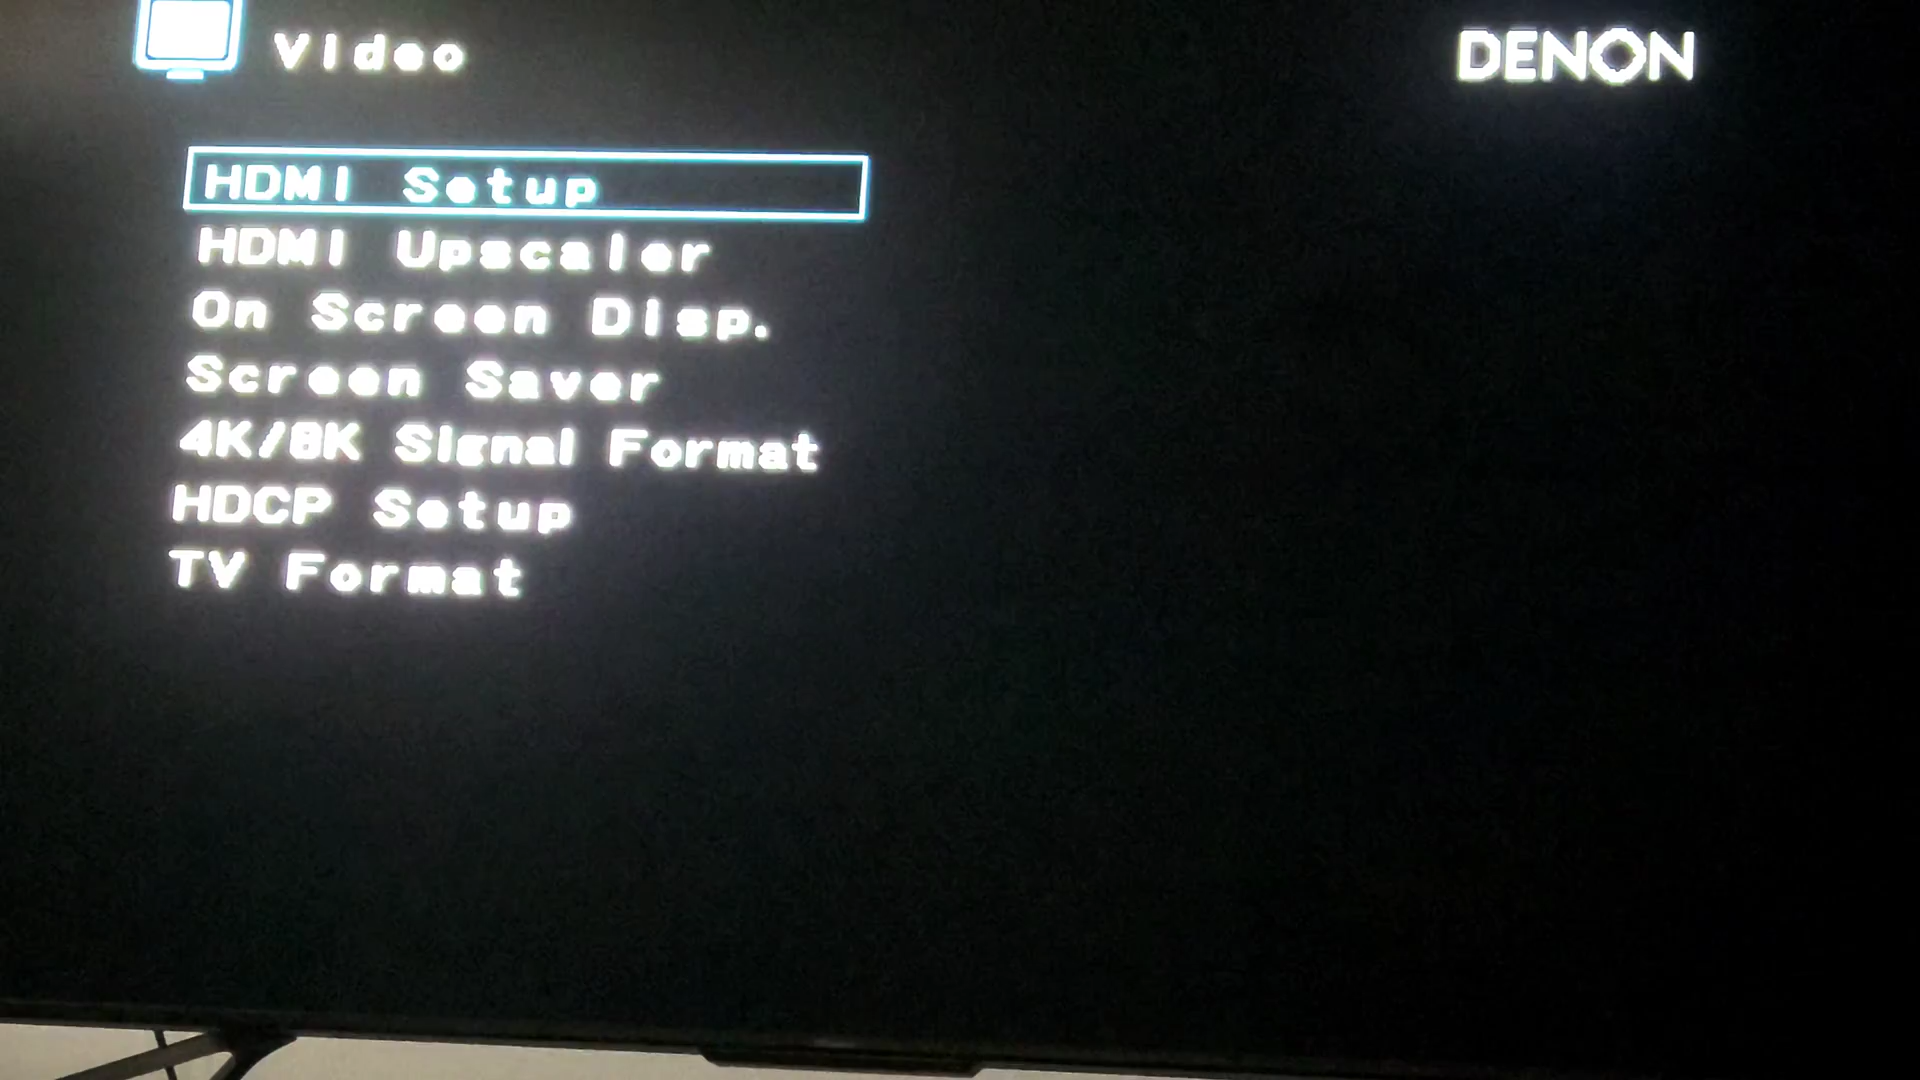 Video
DENON
HDMI Setup
HDMI Upscaler
On Screen Disp.
Screen Saver
4K/8K Signal Format
HDCP Setup
TV Format